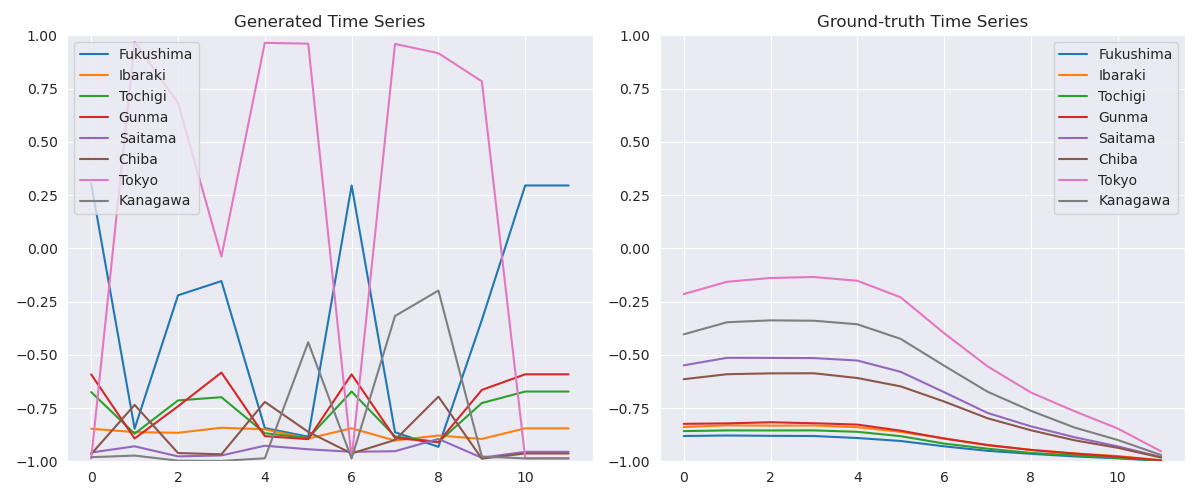 Generated Time Series
1.00
0.75
0.50
0.25
0.00
−0.25
−0.50
−0.75
−1.00
0 2 4 6 8 10
Fukushima
Ibaraki
Tochigi
Gunma
Saitama
Chiba
Tokyo
Kanagawa
Ground-truth Time Series
1.00
0.75
0.50
0.25
0.00
−0.25
−0.50
−0.75
−1.00
0 2 4 6 8 10
Fukushima
Ibaraki
Tochigi
Gunma
Saitama
Chiba
Tokyo
Kanagawa